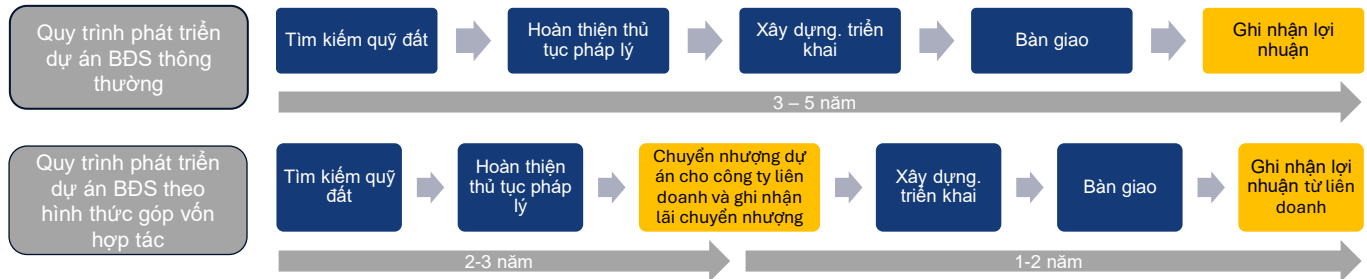 Quy trình phát triển
dự án BĐS thông
thường
Tìm kiếm quỹ đất
Hoàn thiện thủ
tục pháp lý
Xây dựng. triển
khai
Bàn giao
Ghi nhận lợi
nhuận
3 – 5 năm
Quy trình phát triển
dự án BĐS theo
hình thức góp vốn
hợp tác
Tìm kiếm quỹ
đất
Hoàn thiện
thủ tục pháp
lý
Chuyển nhượng dự
án cho công ty liên
doanh và ghi nhận
lãi chuyển nhượng
Xây dựng.
triển khai
Bàn giao
Ghi nhận lợi
nhuận từ liên
doanh
2-3 năm
1-2 năm